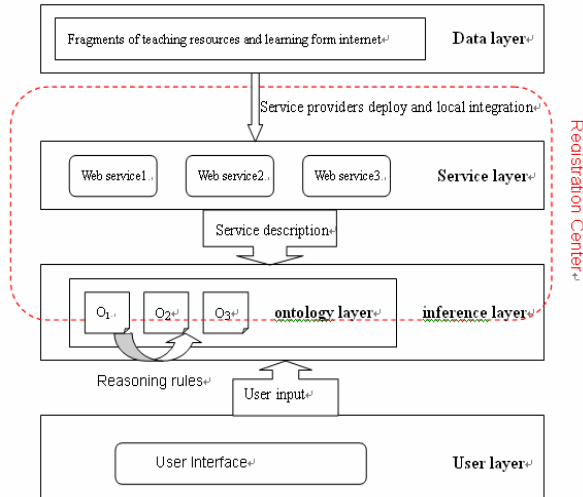 Fragments of teaching resources and learning form internet
Data layer
Service providers deploy and local integration
Registration Center
Web service1
Web service2
Web service3
Service layer
Service description
O1
O2
O3
ontology layer
inference layer
Reasoning rules
User input
User Interface
User layer